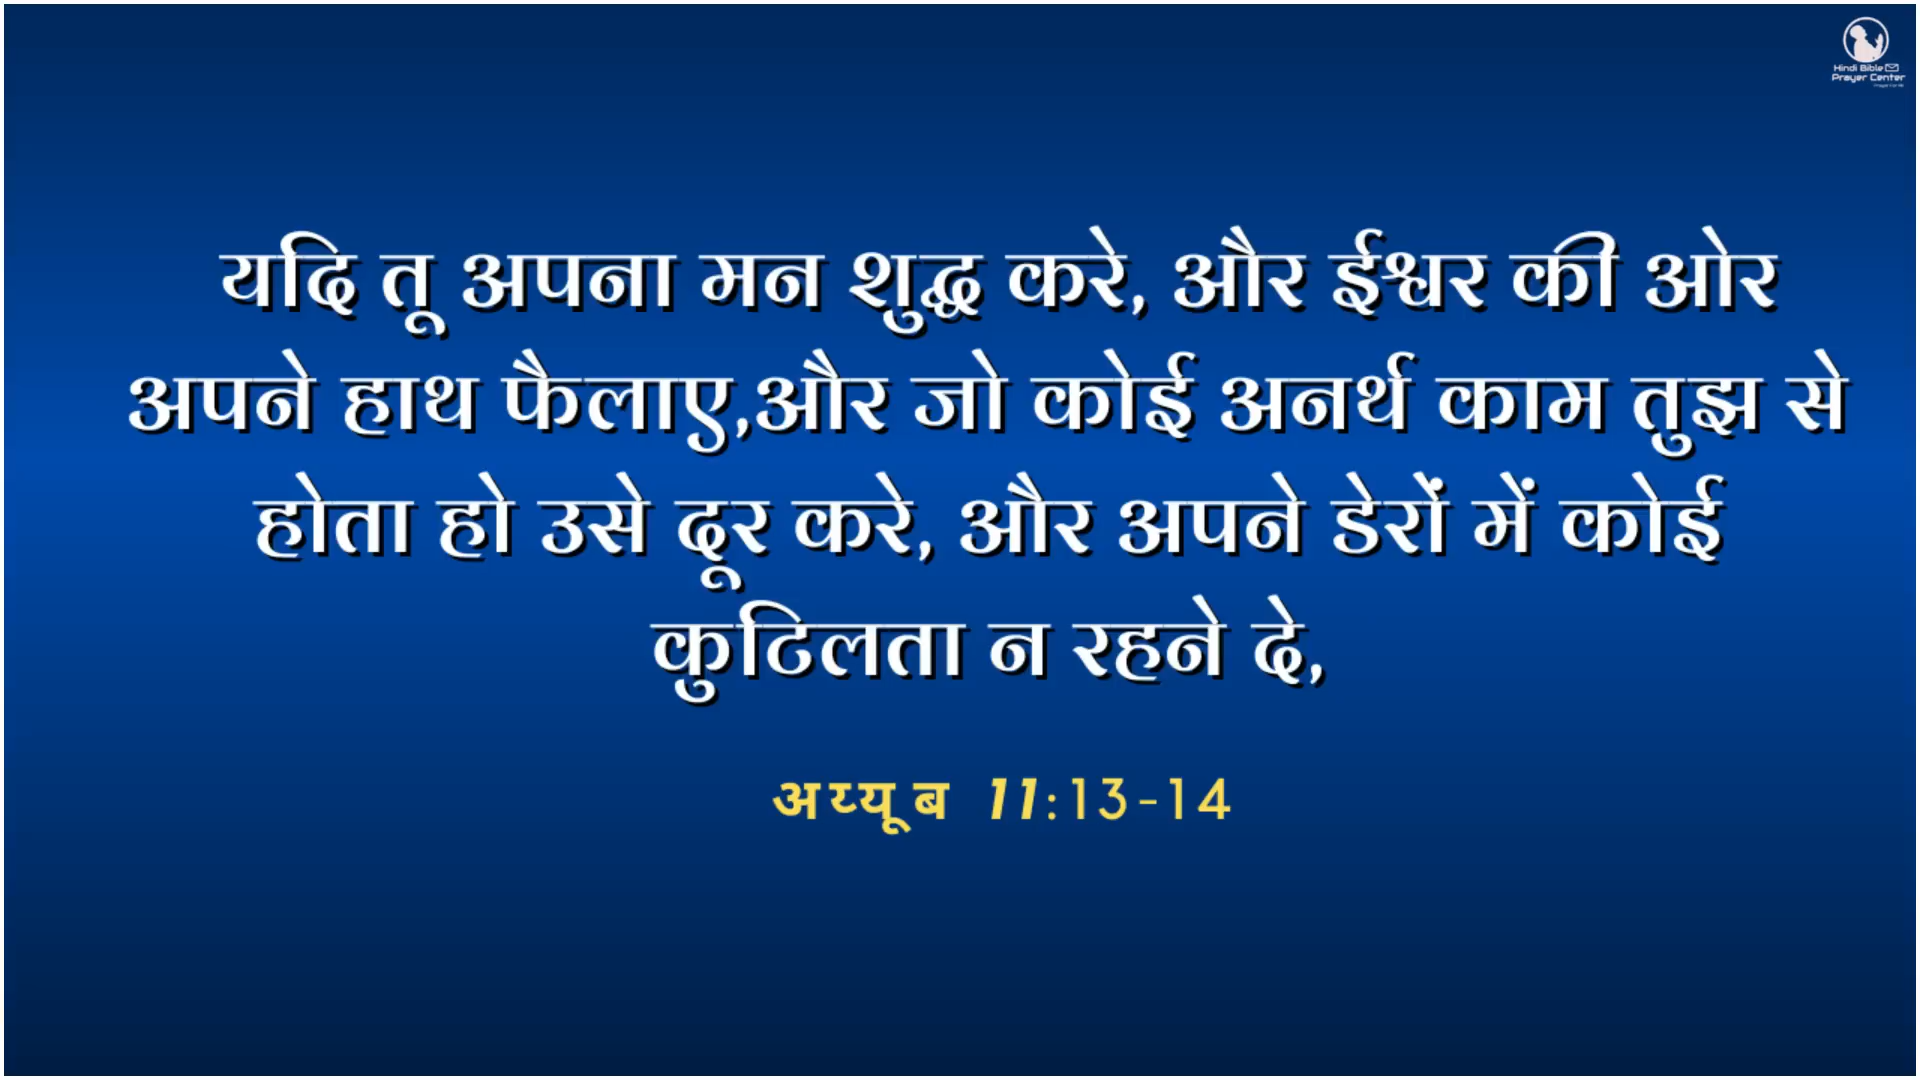 Hindi Bible
Prayer Center
यदि तू अपना मन शुद्ध करे, और ईश्वर की ओर
अपने हाथ फैलाए,और जो कोई अनर्थ काम तुझ से
होता हो उसे दूर करे, और अपने डेरों में कोई
कुटिलता न रहने दे,
अय्यूब 11:13-14